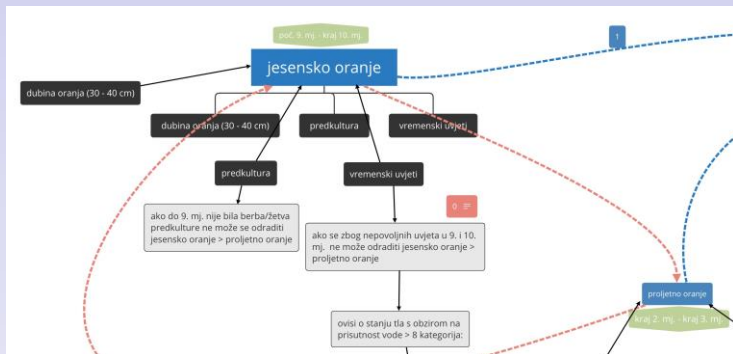 poč. 9. mj. - kraj 10. mj.
1
jesensko oranje
dubina oranja (30 - 40 cm)
dubina oranja (30 - 40 cm)
predkultura
vremenski uvjeti
predkultura
vremenski uvjeti
0
ako do 9. mj. nije bila berba/žetva
predkulture ne može se odraditi
jesensko oranje > proljetno oranje
ako se zbog nepovoljnih uvjeta u 9. i 10.
mj. ne može odraditi jesensko oranje >
proljetno oranje
proljetno oranje
kraj 2. mj. - kraj 3. mj.
ovisi o stanju tla s obzirom na
prisutnost vode > 8 kategorija: